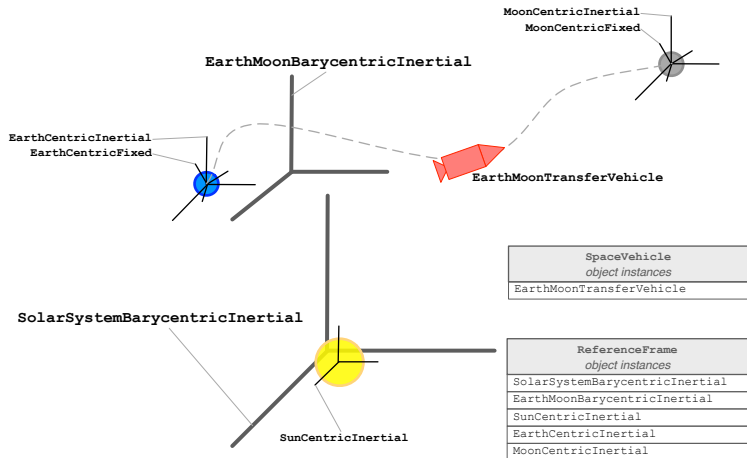 MoonCentricInertial
MoonCentricFixed
EarthMoonBarycentricInertial
EarthCentricInertial
EarthCentricFixed
EarthMoonTransferVehicle
SpaceVehicle
object instances
EarthMoonTransferVehicle
SolarSystemBarycentricInertial
SunCentricInertial
ReferenceFrame
object instances
SolarSystemBarycentricInertial
EarthMoonBarycentricInertial
SunCentricInertial
EarthCentricInertial
MoonCentricInertial